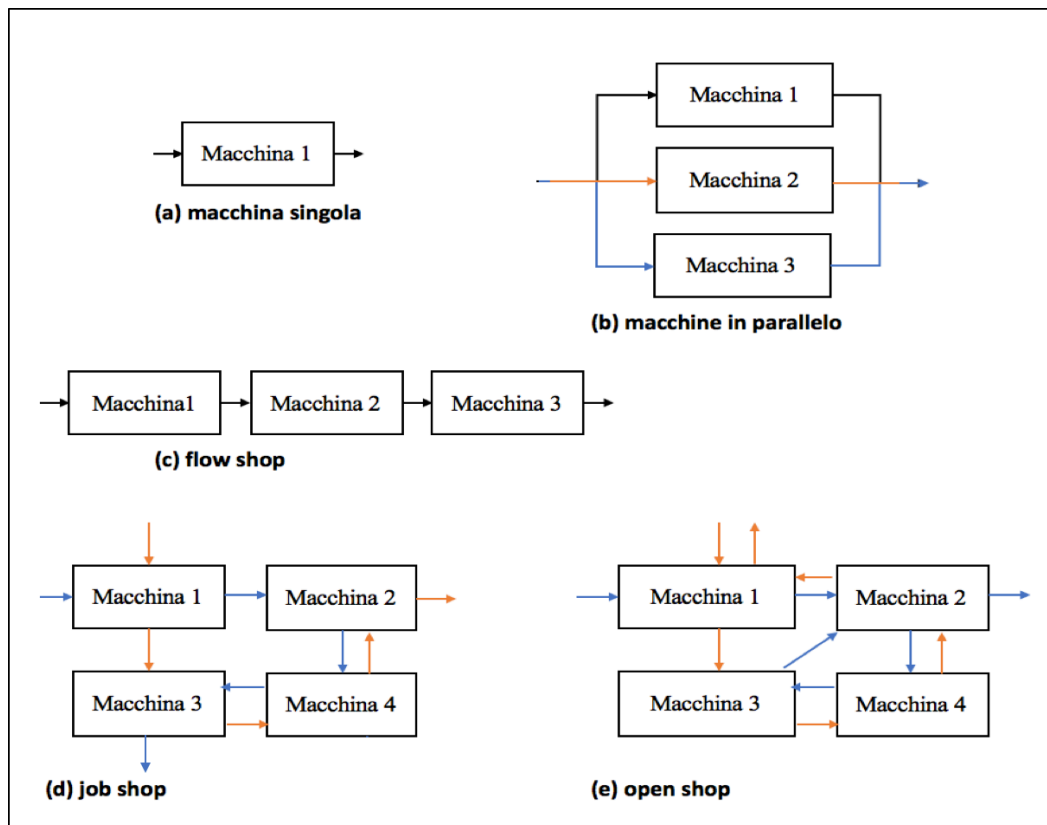 Macchina 1
(a) macchina singola
Macchina 1
Macchina 2
Macchina 3
(b) macchine in parallelo
Macchina1
Macchina 2
Macchina 3
(c) flow shop
Macchina 1
Macchina 2
Macchina 3
Macchina 4
(d) job shop
Macchina 1
Macchina 2
Macchina 3
Macchina 4
(e) open shop